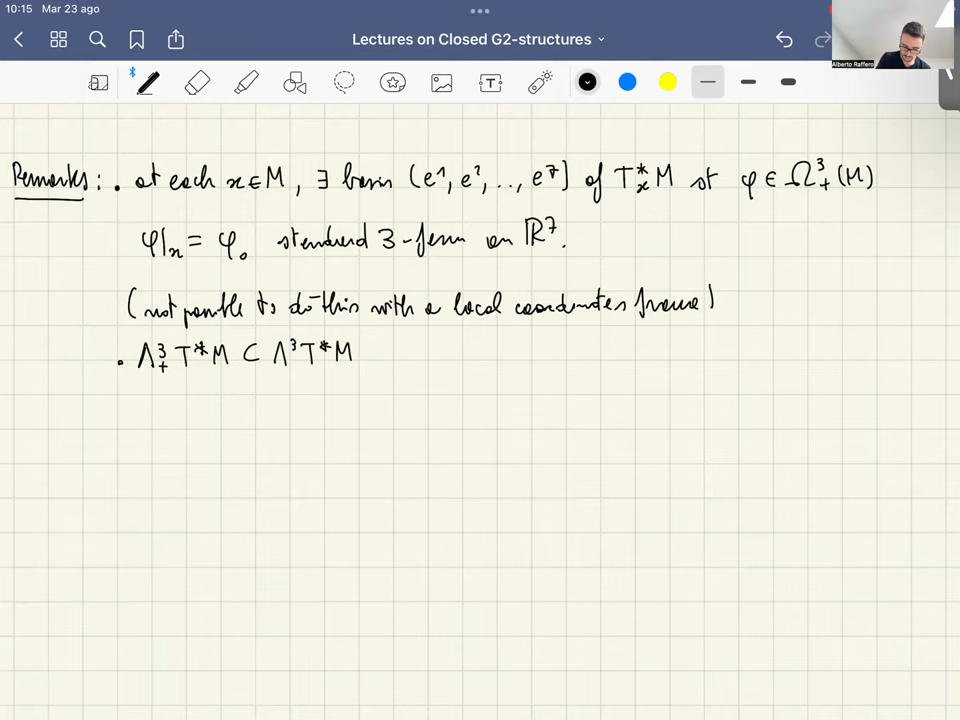 10:15 Mar 23 ago
Lectures on Closed G2-structures
Alberto Raffero
Remarks: • at each x ∈ M, ∃ basis (e¹, e², .., e⁷) of T*ₓM st φ ∈ Ω³₊(M)
φ|ₓ = φ₀ standard 3-form on ℝ⁷.
(not possible to do this with a local coordinates frame)
• Λ³₊T*M ⊂ Λ³T*M